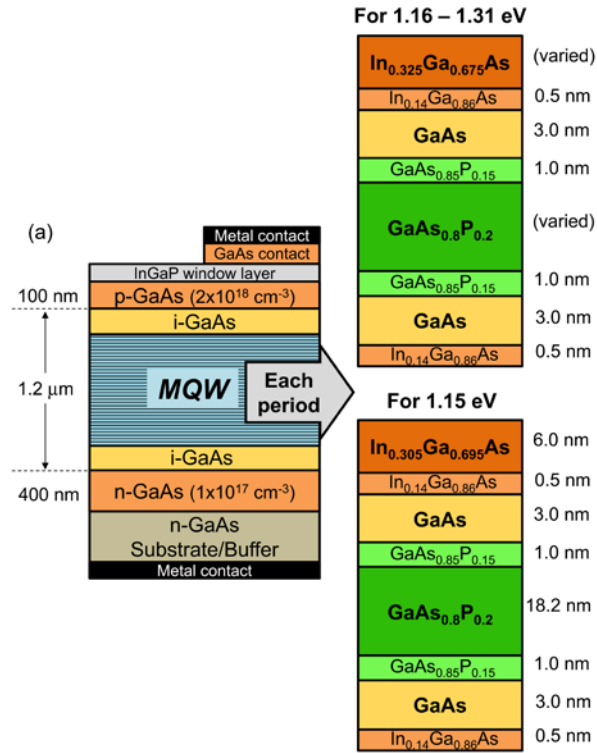 (a)
Metal contact
GaAs contact
InGaP window layer
100 nm
p-GaAs (2x10¹⁸ cm⁻³)
i-GaAs
1.2 µm
MQW
Each
period
i-GaAs
400 nm
n-GaAs (1x10¹⁷ cm⁻³)
n-GaAs
Substrate/Buffer
Metal contact
For 1.16 – 1.31 eV
In₀.₃₂₅Ga₀.₆₇₅As (varied)
In₀.₁₄Ga₀.₈₆As 0.5 nm
GaAs 3.0 nm
GaAs₀.₈₅P₀.₁₅ 1.0 nm
GaAs₀.₈P₀.₂ (varied)
GaAs₀.₈₅P₀.₁₅ 1.0 nm
GaAs 3.0 nm
In₀.₁₄Ga₀.₈₆As 0.5 nm
For 1.15 eV
In₀.₃₀₅Ga₀.₆₉₅As 6.0 nm
In₀.₁₄Ga₀.₈₆As 0.5 nm
GaAs 3.0 nm
GaAs₀.₈₅P₀.₁₅ 1.0 nm
GaAs₀.₈P₀.₂ 18.2 nm
GaAs₀.₈₅P₀.₁₅ 1.0 nm
GaAs 3.0 nm
In₀.₁₄Ga₀.₈₆As 0.5 nm